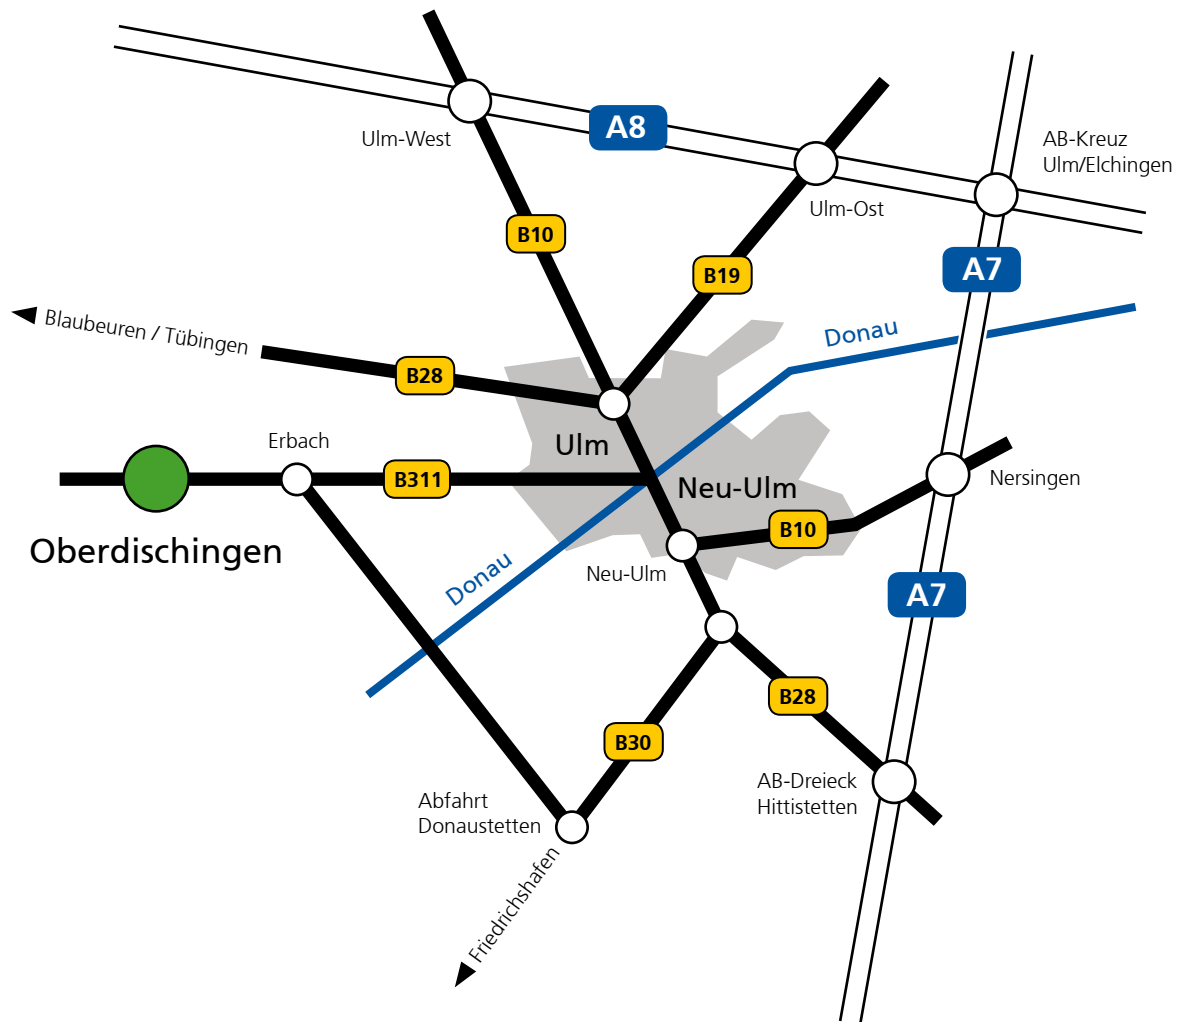 A8
Ulm-West
AB-Kreuz
Ulm/Elchingen
Ulm-Ost
B10
B19
A7
Blaubeuren / Tübingen
Donau
B28
Erbach
Ulm
B311
Neu-Ulm
Nersingen
B10
Oberdischingen
Donau
Neu-Ulm
A7
B28
B30
AB-Dreieck
Hittistetten
Abfahrt
Donaustetten
Friedrichshafen